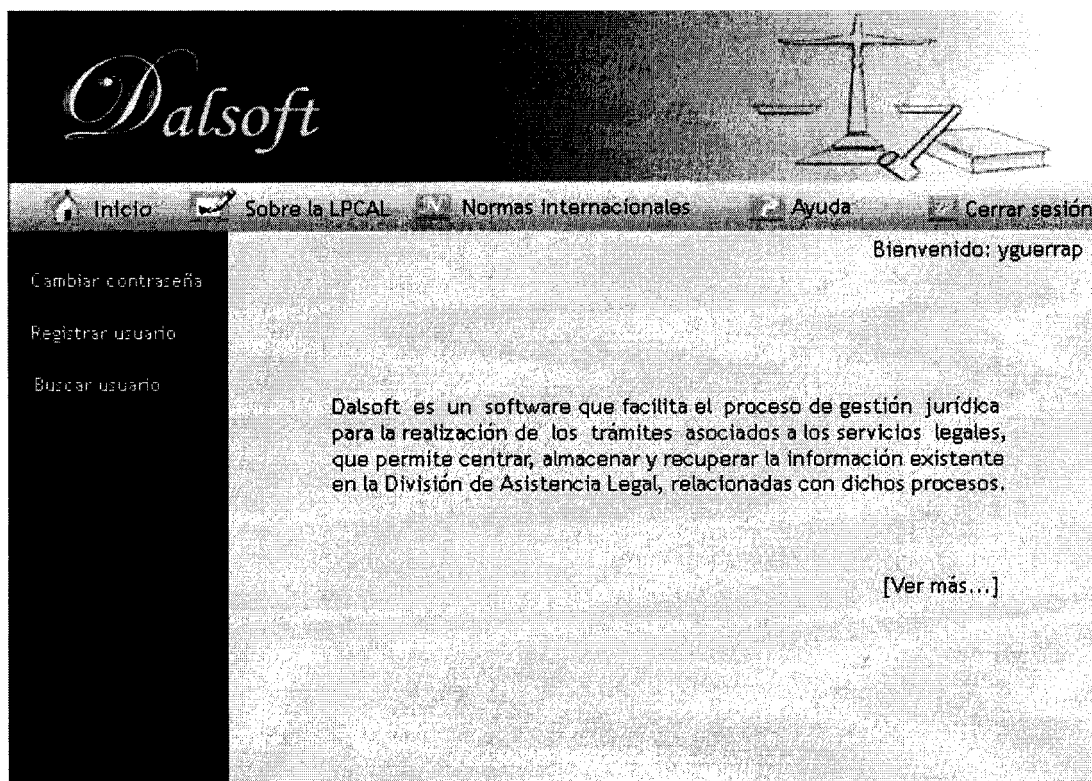 Dalsoft
Inicio Sobre la LPCAL Normas internacionales Ayuda Cerrar sesión
Bienvenido: yguerrap
Cambiar contraseña
Registrar usuario
Buscar usuario
Dalsoft es un software que facilita el proceso de gestión jurídica
para la realización de los trámites asociados a los servicios legales,
que permite centrar, almacenar y recuperar la información existente
en la División de Asistencia Legal, relacionadas con dichos procesos.
[Ver más...]